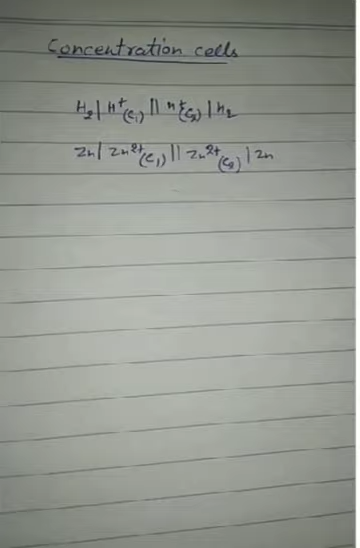 Concentration cells
H₂ | H⁺(C₁) || H⁺(C₂) | H₂
Zn | Zn²⁺(C₁) || Zn²⁺(C₂) | Zn